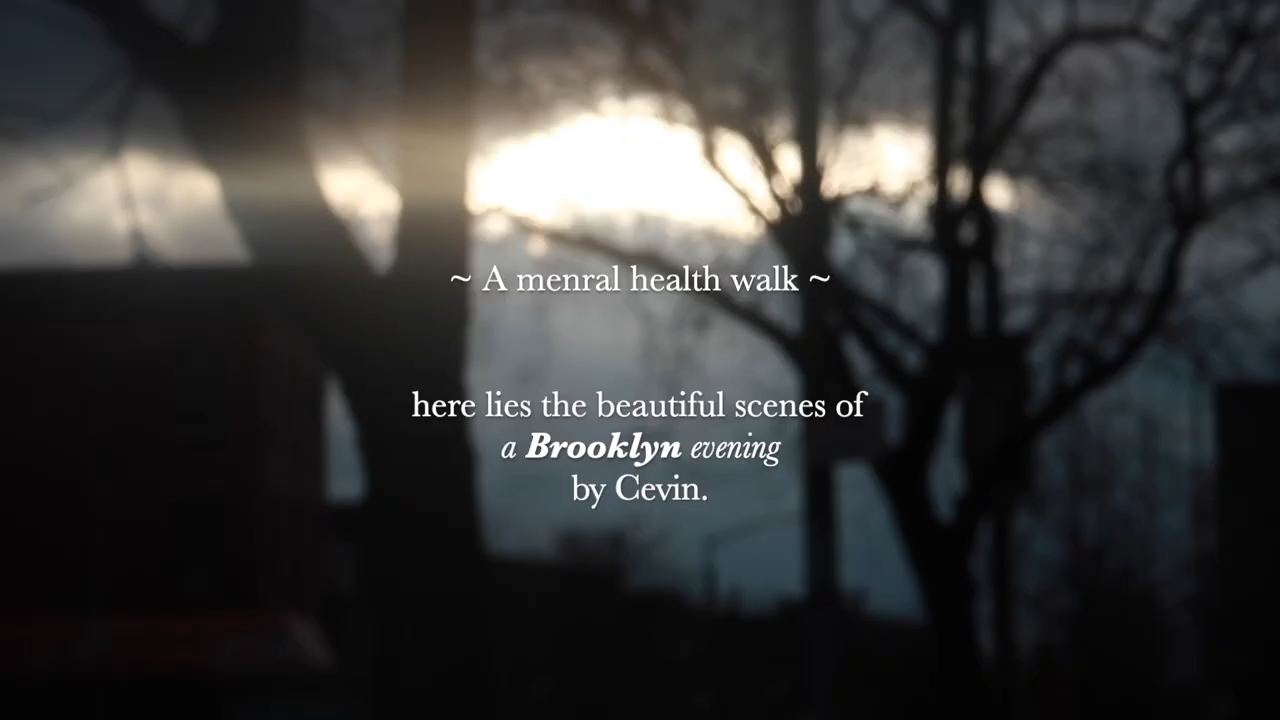 ~ A menral health walk ~
here lies the beautiful scenes of
a Brooklyn evening
by Cevin.